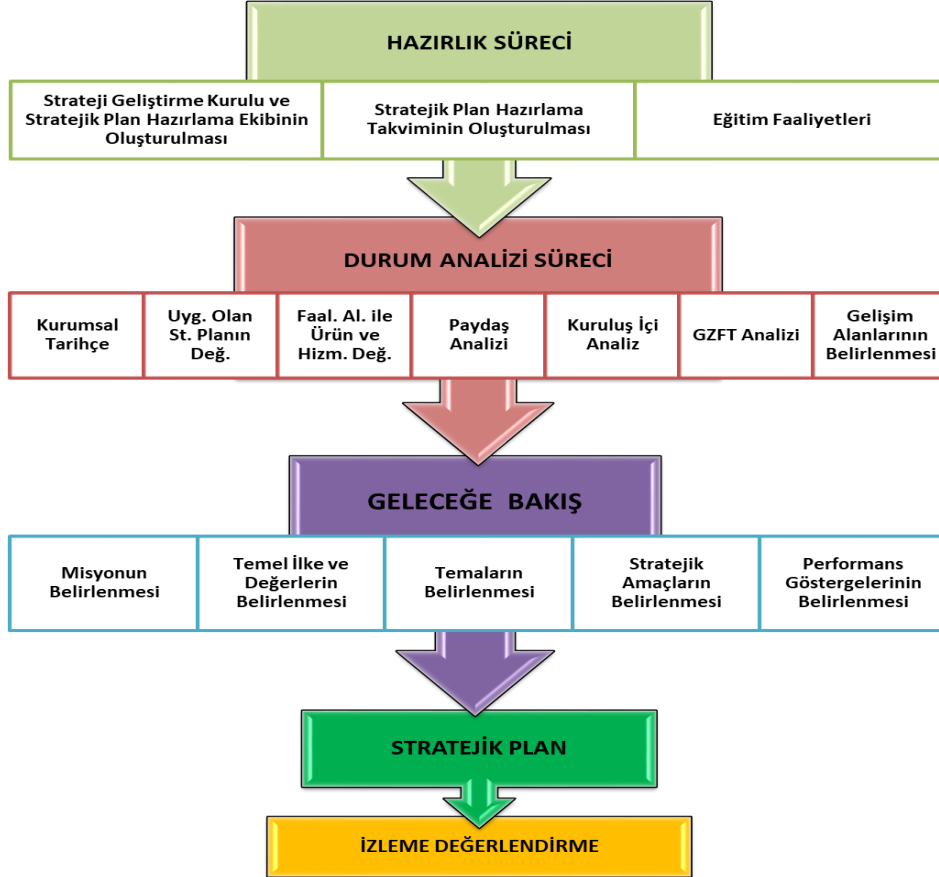 HAZIRLIK SÜRECİ
Strateji Geliştirme Kurulu ve
Stratejik Plan Hazırlama Ekibinin
Oluşturulması
Stratejik Plan Hazırlama
Takviminin Oluşturulması
Eğitim Faaliyetleri
DURUM ANALİZİ SÜRECİ
Kurumsal
Tarihçe
Uyg. Olan
St. Planın
Değ.
Faal. Al. ile
Ürün ve
Hizm. Değ.
Paydaş
Analizi
Kuruluş İçi
Analiz
GZFT Analizi
Gelişim
Alanlarının
Belirlenmesi
GELECEĞE BAKIŞ
Misyonun
Belirlenmesi
Temel İlke ve
Değerlerin
Belirlenmesi
Temaların
Belirlenmesi
Stratejik
Amaçların
Belirlenmesi
Performans
Göstergelerinin
Belirlenmesi
STRATEJİK PLAN
İZLEME DEĞERLENDİRME